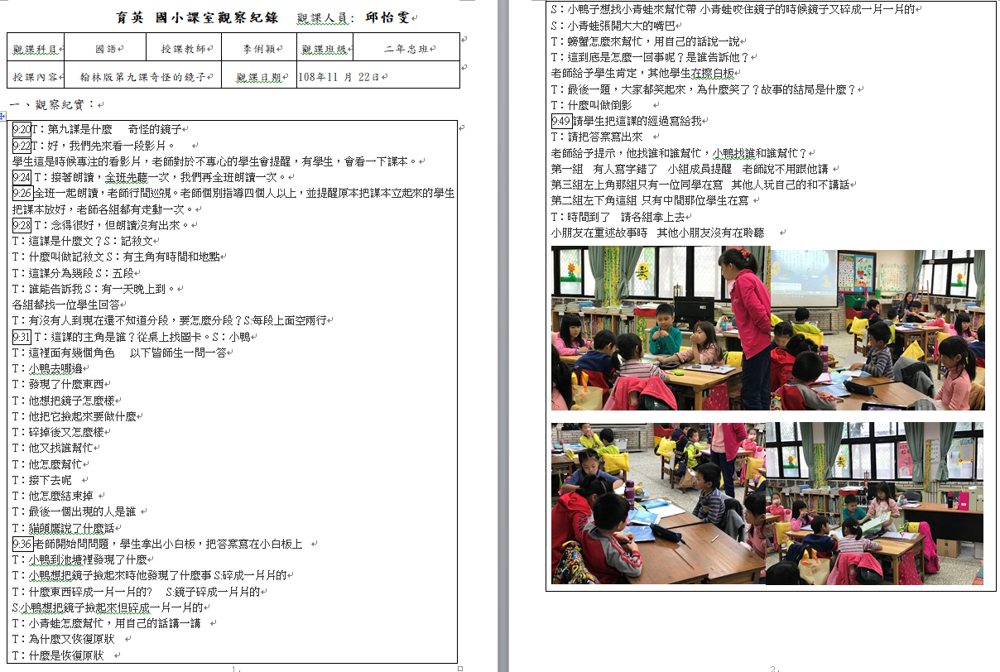 育英 國小課室觀察紀錄 觀課人員: 邱怡雯
觀課科目 國語 授課教師 李俐穎 觀課班級 二年忠班
授課內容 翰林版第九課奇怪的鏡子 觀課日期 108年11 月 22日
一、觀察紀實：
9:20T：第九課是什麼 奇怪的鏡子
9:22T：好，我們先來看一段影片。
學生這是時候專注的看影片，老師對於不專心的學生會提醒，有學生，會看一下課本。
9:24 T：接著朗讀，全班先聽一次，我們再全班朗讀一次。
9:26 全班一起朗讀，老師行間巡視。老師個別指導四個人以上，並提醒原本把課本立起來的學生
把課本放好，老師各組都有走動一次。
9:28 T：念得很好，但朗讀沒有出來。
T：這課是什麼文？S：記敘文
T：什麼叫做記敘文 S：有主角有時間和地點
T：這課分為幾段 S：五段
T：誰能告訴我 S：有一天晚上到。
各組都找一位學生回答
T：有沒有人到現在還不知道分段，要怎麼分段？S:每段上面空兩行
9:31 T：這課的主角是誰？從桌上找圖卡。S：小鴨
T：這裡面有幾個角色 以下皆師生一問一答
T：小鴨去哪邊
T：發現了什麼東西
T：他想把鏡子怎麼樣
T：他把它撿起來要做什麼
T：碎掉後又怎麼樣
T：他又找誰幫忙
T：他怎麼幫忙
T：接下去呢
T：他怎麼結束掉
T：最後一個出現的人是誰
T：貓頭鷹說了什麼話
9:36 老師開始問問題，學生拿出小白板，把答案寫在小白板上
T：小鴨到池塘裡發現了什麼
T：小鴨想把鏡子撿起來時他發現了什麼事 S:碎成一片片的
T：什麼東西碎成一片一片的? S:鏡子碎成一片片的
S:小鴨想把鏡子撿起來但碎成一片一片的
T：小青蛙怎麼幫忙，用自己的話講一講
T：為什麼又恢復原狀
T：什麼是恢復原狀
1
S：小鴨子想找小青蛙來幫忙帶 小青蛙咬住鏡子的時候鏡子又碎成一片一片的
S：小青蛙張開大大的嘴巴
T：螃蟹怎麼來幫忙，用自己的話說一說
T：這到底是怎麼一回事呢？是誰告訴他？
老師給予學生肯定，其他學生在擦白板
T：最後一題，大家都笑起來，為什麼笑了？故事的結局是什麼？
T：什麼叫做倒影
9:49 請學生把這課的經過寫給我
T：請把答案寫出來
老師給予提示，他找誰和誰幫忙，小鴨找誰和誰幫忙？
第一組 有人寫字錯了 小組成員提醒 老師說不用跟他講
第三組左上角那組只有一位同學在寫 其他人玩自己的和不講話
第二組左下角這組 只有中間那位學生在寫
T：時間到了 請各組拿上去
小朋友在重述故事時 其他小朋友沒有在聆聽
2